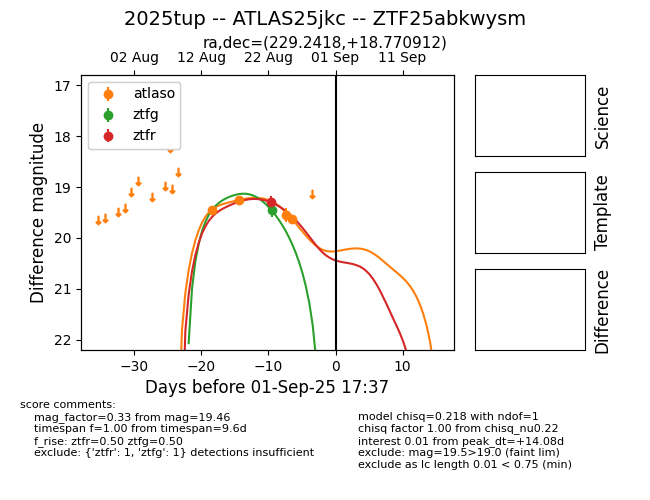 2025tup -- ATLAS25jkc -- ZTF25abkwysm
ra,dec=(229.2418,+18.770912)
02 Aug 12 Aug 22 Aug 01 Sep 11 Sep
atlaso
ztfg
ztfr
17
18
19
20
21
22
Difference magnitude
−30 −20 −10 0 10
Days before 01-Sep-25 17:37
Science
Template
Difference
score comments:
mag_factor=0.33 from mag=19.46
timespan f=1.00 from timespan=9.6d
f_rise: ztfr=0.50 ztfg=0.50
exclude: {'ztfr': 1, 'ztfg': 1} detections insufficient
model chisq=0.218 with ndof=1
chisq factor 1.00 from chisq_nu0.22
interest 0.01 from peak_dt=+14.08d
exclude: mag=19.5>19.0 (faint lim)
exclude as lc length 0.01 < 0.75 (min)